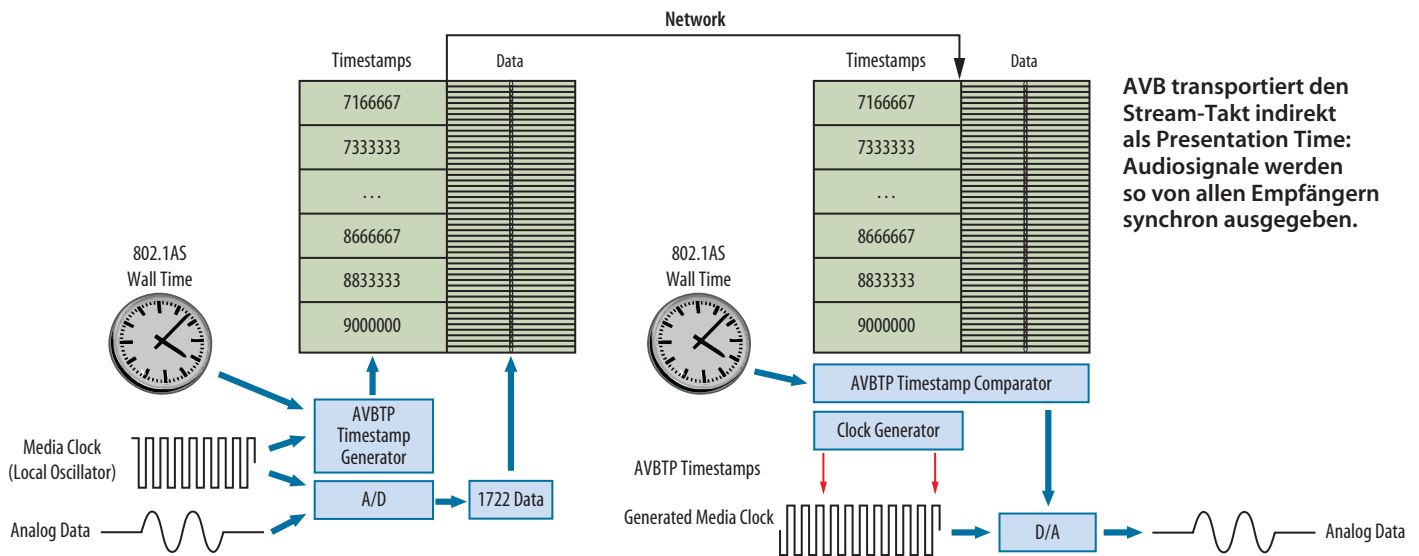 Network
Timestamps
Data
7166667
7333333
...
8666667
8833333
9000000
802.1AS
Wall Time
AVBTP
Timestamp
Generator
Media Clock
(Local Oscillator)
A/D
1722 Data
Analog Data
Timestamps
Data
7166667
7333333
...
8666667
8833333
9000000
802.1AS
Wall Time
AVBTP Timestamp Comparator
Clock Generator
AVBTP Timestamps
Generated Media Clock
D/A
Analog Data
AVB transportiert den
Stream-Takt indirekt
als Presentation Time:
Audiosignale werden
so von allen Empfängern
synchron ausgegeben.